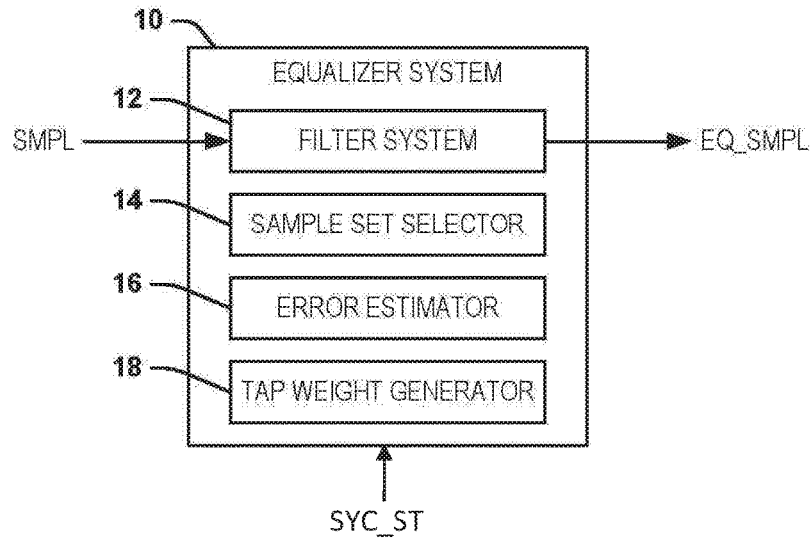 10
EQUALIZER SYSTEM
12
SMPL
FILTER SYSTEM
EQ_SMPL
14
SAMPLE SET SELECTOR
16
ERROR ESTIMATOR
18
TAP WEIGHT GENERATOR
SYC_ST